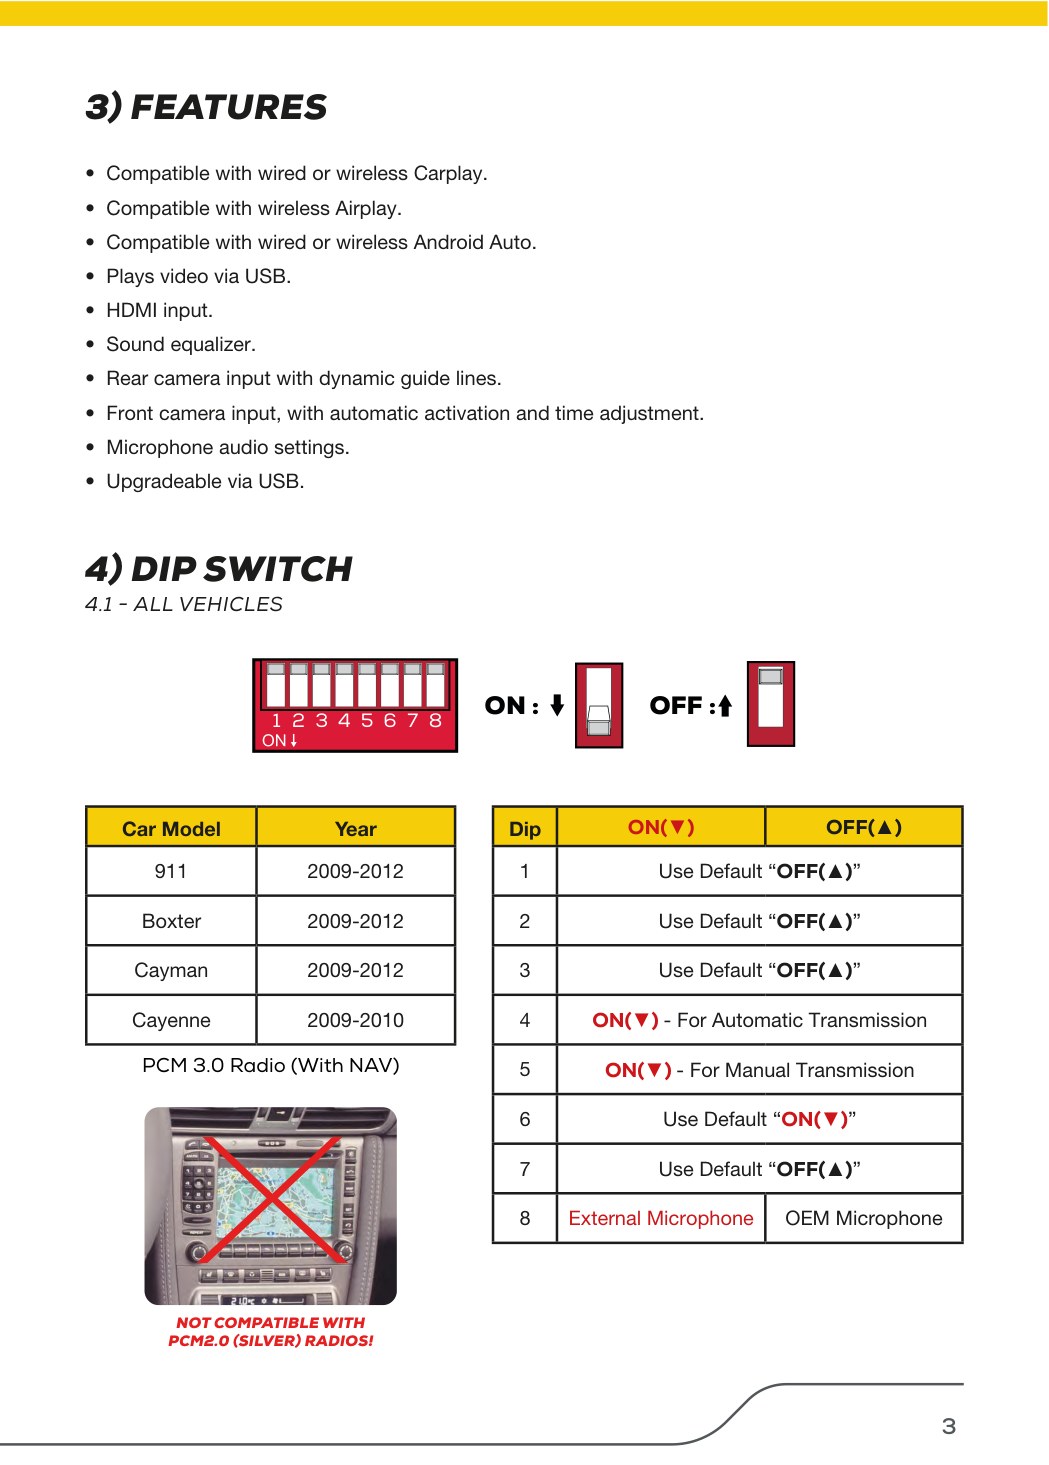 3) FEATURES
• Compatible with wired or wireless Carplay.
• Compatible with wireless Airplay.
• Compatible with wired or wireless Android Auto.
• Plays video via USB.
• HDMI input.
• Sound equalizer.
• Rear camera input with dynamic guide lines.
• Front camera input, with automatic activation and time adjustment.
• Microphone audio settings.
• Upgradeable via USB.
4) DIP SWITCH
4.1 - ALL VEHICLES
1 2 3 4 5 6 7 8
ON↓
ON : ⬇
OFF :⬆
Car Model Year
911 2009-2012
Boxter 2009-2012
Cayman 2009-2012
Cayenne 2009-2010
PCM 3.0 Radio (With NAV)
21.0°C
NOT COMPATIBLE WITH
PCM2.0 (SILVER) RADIOS!
Dip ON(▼) OFF(▲)
1 Use Default “OFF(▲)”
2 Use Default “OFF(▲)”
3 Use Default “OFF(▲)”
4 ON(▼) - For Automatic Transmission
5 ON(▼) - For Manual Transmission
6 Use Default “ON(▼)”
7 Use Default “OFF(▲)”
8 External Microphone OEM Microphone
3